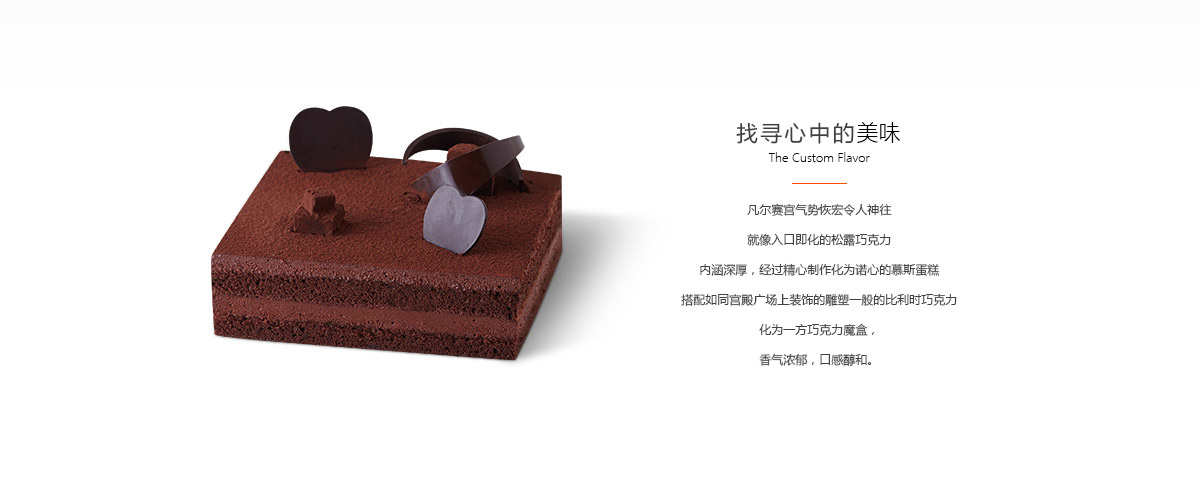 找寻心中的美味
The Custom Flavor
凡尔赛宫气势恢宏令人神往
就像入口即化的松露巧克力
内涵深厚，经过精心制作化为诺心的慕斯蛋糕
搭配如同宫殿广场上装饰的雕塑一般的比利时巧克力
化为一方巧克力魔盒，
香气浓郁，口感醇和。